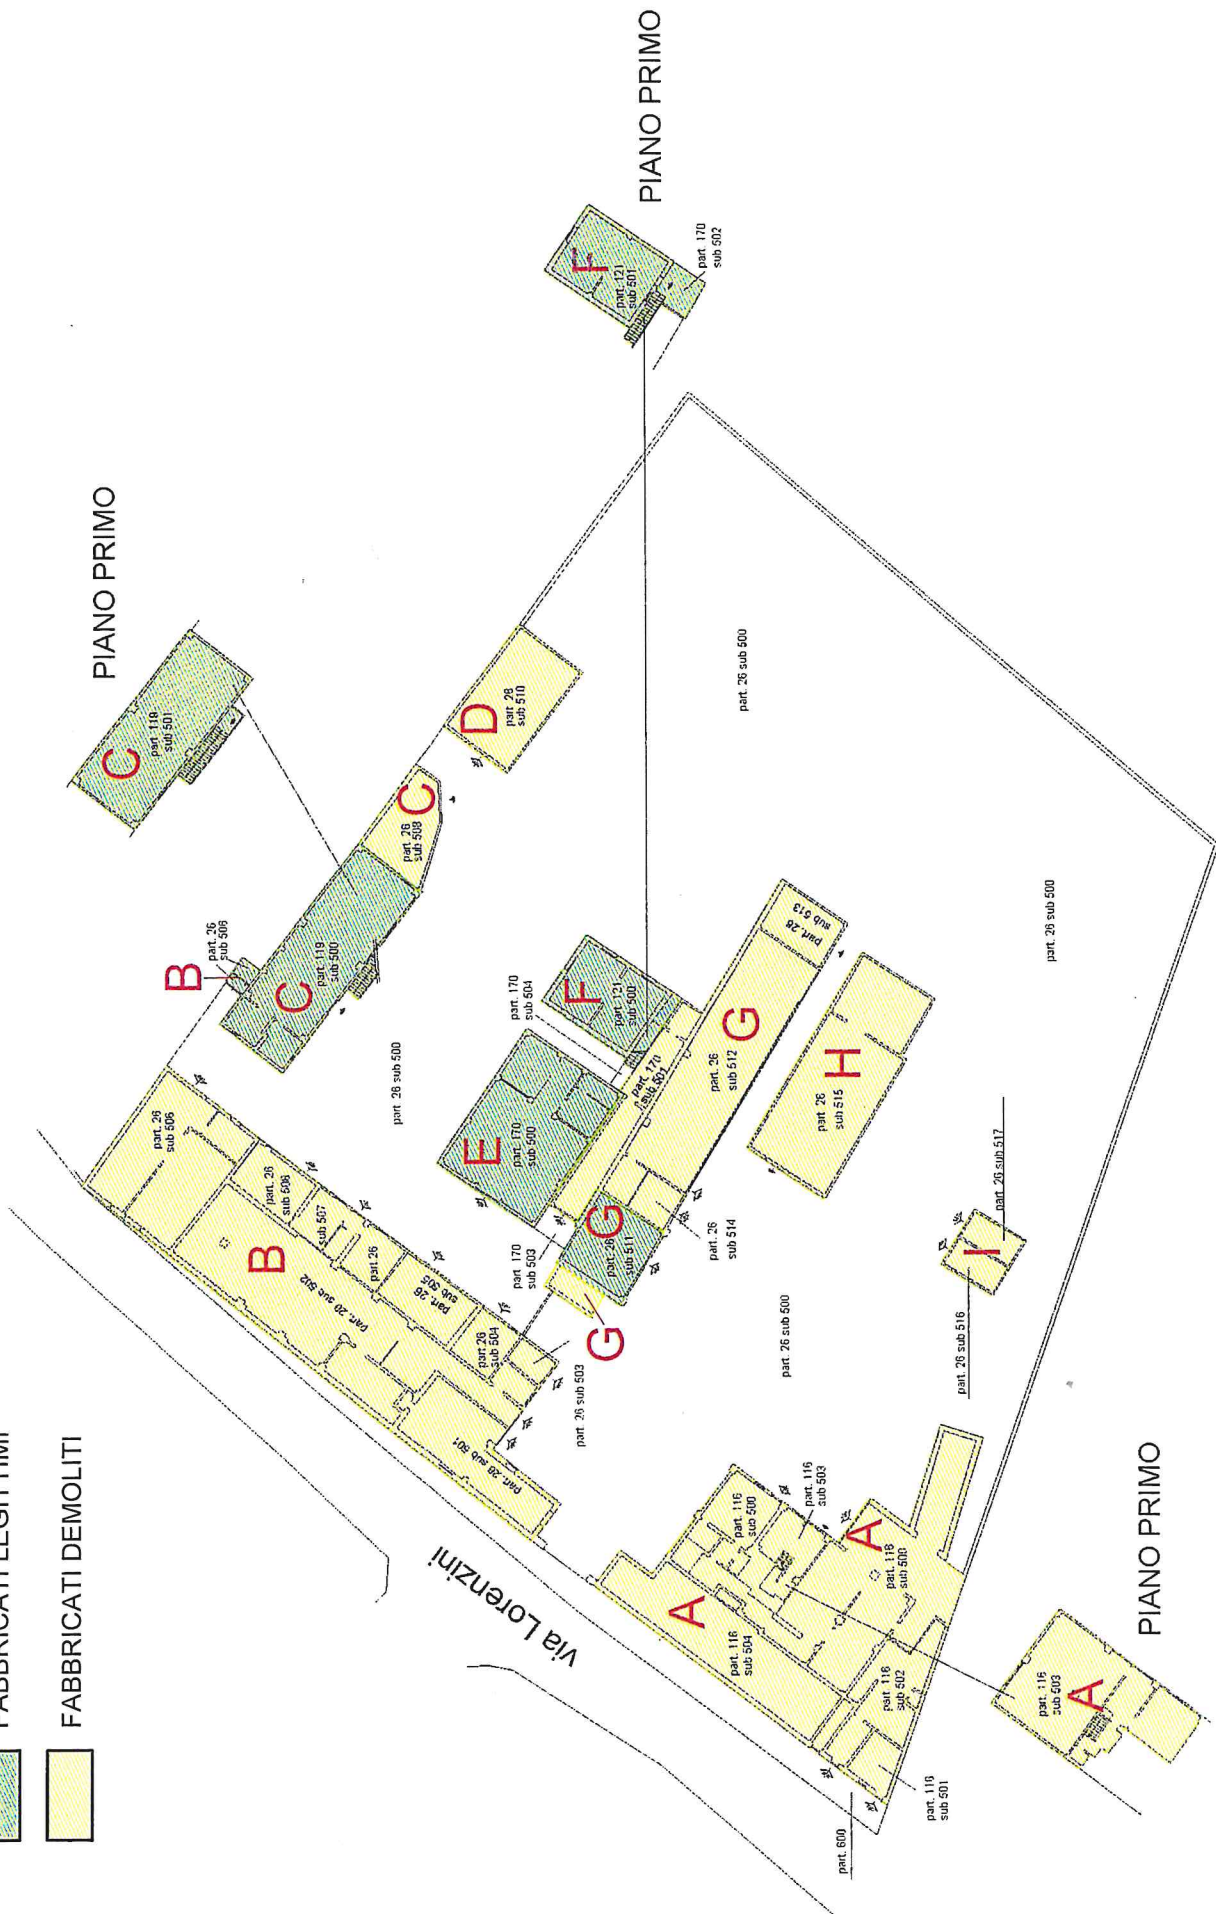 FABBRICATI LEGITTIMI
FABBRICATI DEMOLITI
PIANO PRIMO
C
part. 119
sub 501
PIANO PRIMO
F
part. 121
sub 501
part. 170
sub 502
B
part. 26
sub 506
C
part. 119
sub 500
C
part. 26
sub 508
D
part. 26
sub 510
part. 26
sub 506
part. 26
sub 506
sub 507
part. 26
part. 26
sub 505
part. 26
sub 504
B
part. 26 sub 502
part. 26 sub 501
part. 26 sub 503
part. 26 sub 500
E
part. 170
sub 500
F
part. 121
sub 500
part. 170
sub 504
part. 170
sub 501
part. 170
sub 503
G
part. 26
sub 511
G
part. 26
sub 514
part. 26
sub 512
G
part. 26
sub 513
H
part. 26
sub 515
part. 26 sub 500
part. 26 sub 500
part. 26 sub 500
I
part. 26 sub 516
part. 26 sub 517
via Lorenzini
A
part. 116
sub 504
part. 116
sub 500
part. 116
sub 503
A
part. 116
sub 500
part. 116
sub 502
part. 116
sub 501
part. 600
PIANO PRIMO
part. 116
sub 503
A